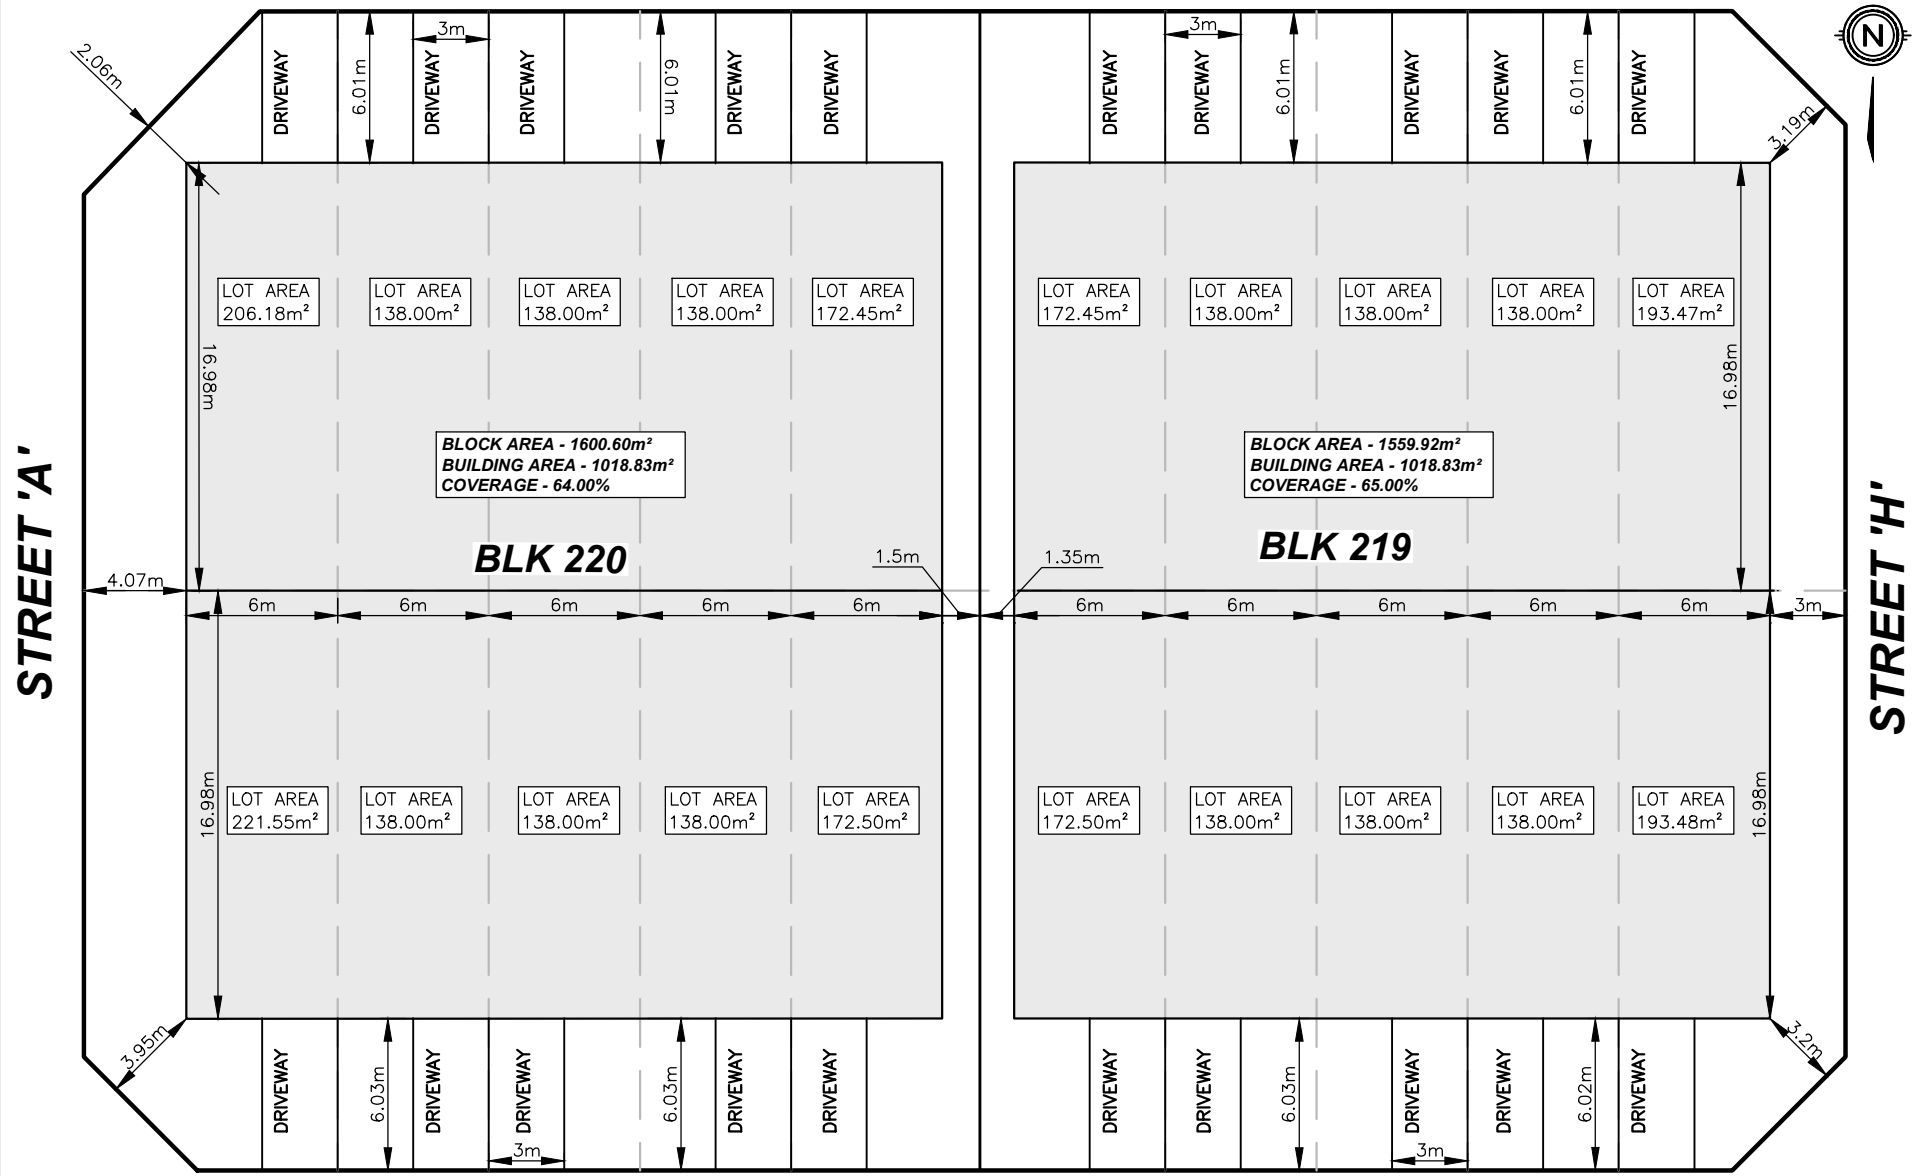 3m
3m
N
2.06m
DRIVEWAY
6.01m
DRIVEWAY
DRIVEWAY
6.01m
DRIVEWAY
DRIVEWAY
DRIVEWAY
DRIVEWAY
6.01m
DRIVEWAY
DRIVEWAY
6.01m
DRIVEWAY
3.19m
LOT AREA
206.18m²
LOT AREA
138.00m²
LOT AREA
138.00m²
LOT AREA
138.00m²
LOT AREA
172.45m²
LOT AREA
172.45m²
LOT AREA
138.00m²
LOT AREA
138.00m²
LOT AREA
138.00m²
LOT AREA
193.47m²
16.98m
16.98m
BLOCK AREA - 1600.60m²
BUILDING AREA - 1018.83m²
COVERAGE - 64.00%
BLOCK AREA - 1559.92m²
BUILDING AREA - 1018.83m²
COVERAGE - 65.00%
STREET 'A'
BLK 220
1.5m
1.35m
BLK 219
STREET 'H'
4.07m
6m
6m
6m
6m
6m
6m
6m
6m
6m
6m
3m
16.98m
LOT AREA
221.55m²
LOT AREA
138.00m²
LOT AREA
138.00m²
LOT AREA
138.00m²
LOT AREA
172.50m²
LOT AREA
172.50m²
LOT AREA
138.00m²
LOT AREA
138.00m²
LOT AREA
138.00m²
LOT AREA
193.48m²
16.98m
3.95m
3.2m
DRIVEWAY
6.03m
DRIVEWAY
DRIVEWAY
6.03m
DRIVEWAY
DRIVEWAY
DRIVEWAY
DRIVEWAY
6.03m
DRIVEWAY
DRIVEWAY
6.02m
DRIVEWAY
3m
3m